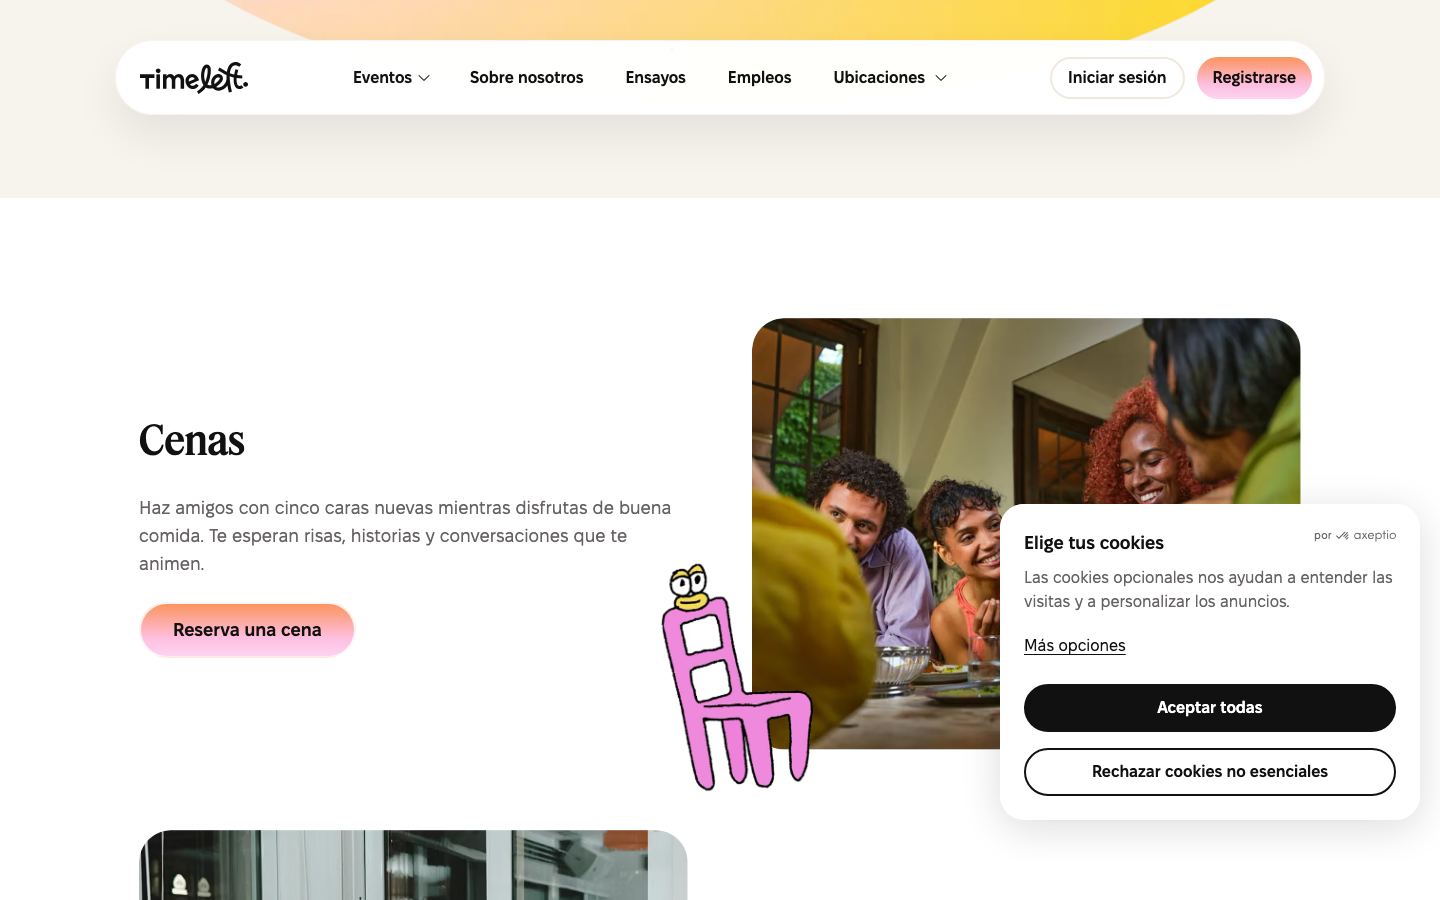 Timeleft.
Eventos
Sobre nosotros
Ensayos
Empleos
Ubicaciones
Iniciar sesión
Registrarse
Cenas
Haz amigos con cinco caras nuevas mientras disfrutas de buena
comida. Te esperan risas, historias y conversaciones que te
animen.
Reserva una cena
Elige tus cookies
por axeptio
Las cookies opcionales nos ayudan a entender las
visitas y a personalizar los anuncios.
Más opciones
Aceptar todas
Rechazar cookies no esenciales